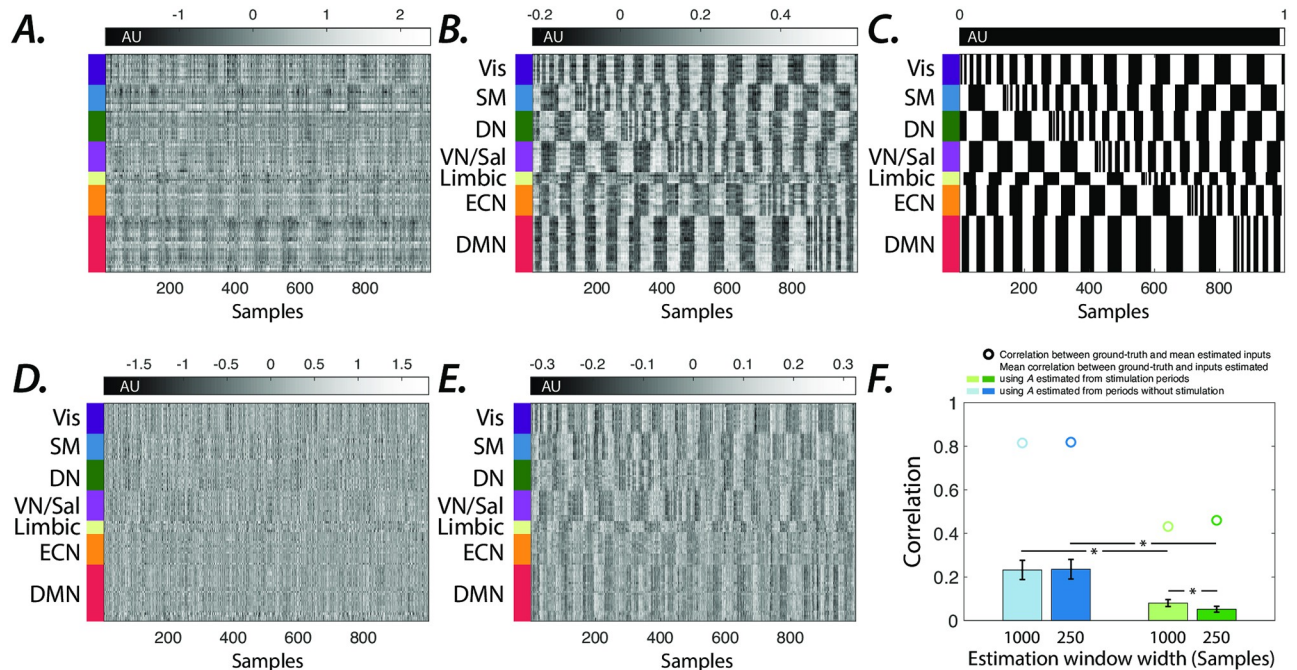 A.
-1 0 1 2
AU
200 400 600 800
Samples
B.
-0.2 0 0.2 0.4
AU
Vis
SM
DN
VN/Sal
Limbic
ECN
DMN
200 400 600 800
Samples
C.
0 1
AU
Vis
SM
DN
VN/Sal
Limbic
ECN
DMN
200 400 600 800
Samples
D.
-1.5 -1 -0.5 0 0.5 1 1.5
AU
Vis
SM
DN
VN/Sal
Limbic
ECN
DMN
200 400 600 800
Samples
E.
-0.3 -0.2 -0.1 0 0.1 0.2 0.3
AU
Vis
SM
DN
VN/Sal
Limbic
ECN
DMN
200 400 600 800
Samples
F.
Correlation between ground-truth and mean estimated inputs
Mean correlation between ground-truth and inputs estimated
using A estimated from stimulation periods
using A estimated from periods without stimulation
1
0.8
0.6
0.4
0.2
0
Correlation
*
*
*
1000 250 1000 250
Estimation window width (Samples)